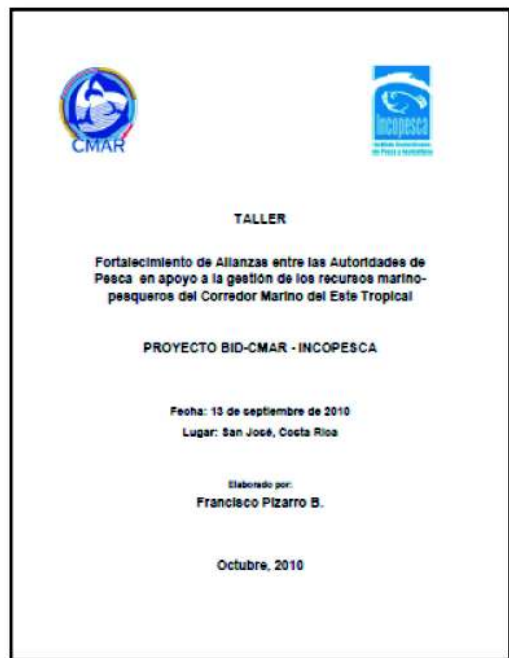 CMAR
Incopesca
TALLER
Fortalecimiento de Alianzas entre las Autoridades de
Pesca en apoyo a la gestión de los recursos marino-
pesqueros del Corredor Marino del Este Tropical
PROYECTO BID-CMAR - INCOPESCA
Fecha: 13 de septiembre de 2010
Lugar: San José, Costa Rica
Elaborado por:
Francisco Pizarro B.
Octubre, 2010